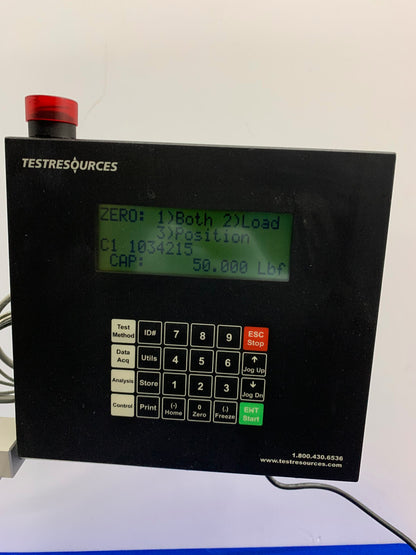 TESTRESOURCES
ZERO: 1)Both 2)Load
3)Position
C1 1034215
CAP: 50.000 Lbf
Test Method ID# 7 8 9 ESC Stop
Data Acq Utils 4 5 6 ↑ Jog Up
Analysis Store 1 2 3 ↓ Jog Dn
Control Print (-) Home 0 Zero (.) Freeze ENT Start
1.800.430.6536
www.testresources.com